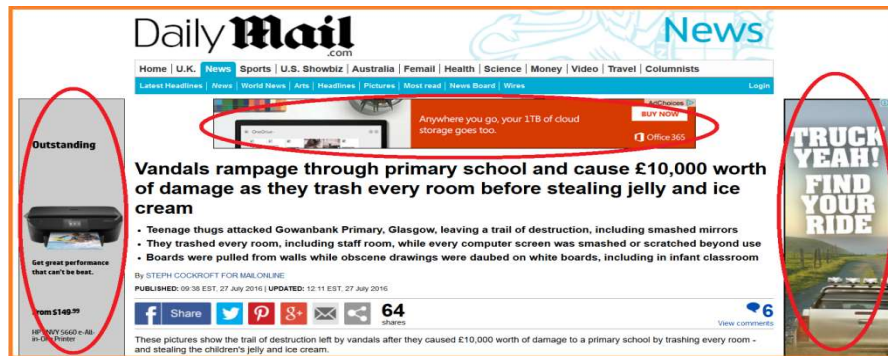 Daily Mail
.com
News
Home | U.K. | News | Sports | U.S. Showbiz | Australia | Femail | Health | Science | Money | Video | Travel | Columnists
Latest Headlines | News | World News | Arts | Headlines | Pictures | Most read | News Board | Wires
Login
AdChoices
OneDrive
Anywhere you go, your 1TB of cloud
storage goes too.
BUY NOW
Office 365
Outstanding
Get great performance
that can't be beat.
From $149.99
HP ENVY 5660 e-All-
in-One Printer
Vandals rampage through primary school and cause £10,000 worth
of damage as they trash every room before stealing jelly and ice
cream
• Teenage thugs attacked Gowanbank Primary, Glasgow, leaving a trail of destruction, including smashed mirrors
• They trashed every room, including staff room, while every computer screen was smashed or scratched beyond use
• Boards were pulled from walls while obscene drawings were daubed on white boards, including in infant classroom
By STEPH COCKROFT FOR MAILONLINE
PUBLISHED: 09:38 EST, 27 July 2016 | UPDATED: 12:11 EST, 27 July 2016
f Share
8+
64
shares
6
View comments
These pictures show the trail of destruction left by vandals after they caused £10,000 worth of damage to a primary school by trashing every room -
and stealing the children's jelly and ice cream.
TRUCK
YEAH!
FIND
YOUR
RIDE